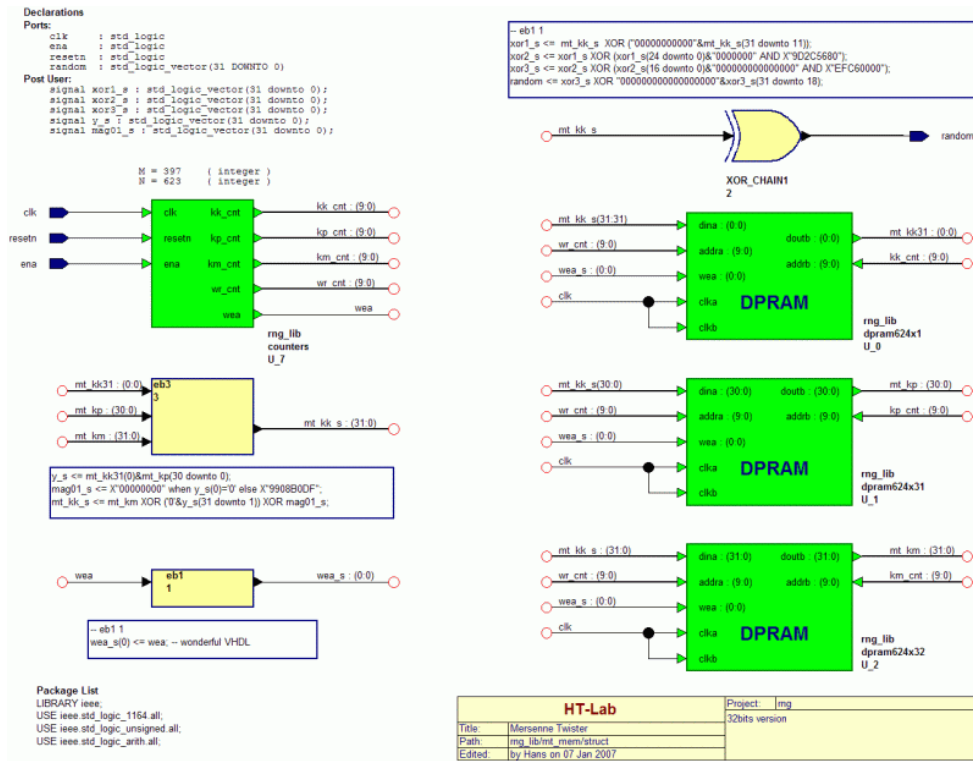 Declarations
Ports:
clk : std_logic
ena : std_logic
resetn : std_logic
random : std_logic_vector(31 DOWNTO 0)
Post User:
signal xor1_s : std_logic_vector(31 downto 0);
signal xor2_s : std_logic_vector(31 downto 0);
signal xor3_s : std_logic_vector(31 downto 0);
signal y_s : std_logic_vector(31 downto 0);
signal mag01_s : std_logic_vector(31 downto 0);
M = 397 ( integer )
N = 623 ( integer )
clk
resetn
ena
clk kk_cnt
resetn kp_cnt
ena km_cnt
wr_cnt
wea
kk_cnt : (9:0)
kp_cnt : (9:0)
km_cnt : (9:0)
wr_cnt : (9:0)
wea
rng_lib
counters
U_7
mt_kk31 : (0:0)
mt_kp : (30:0)
mt_km : (31:0)
eb3
3
mt_kk_s : (31:0)
y_s <= mt_kk31(0)&mt_kp(30 downto 0);
mag01_s <= X"00000000" when y_s(0)='0' else X"9908B0DF";
mt_kk_s <= mt_km XOR ('0'&y_s(31 downto 1)) XOR mag01_s;
wea
eb1
1
wea_s : (0:0)
-- eb1 1
wea_s(0) <= wea; -- wonderful VHDL
Package List
LIBRARY ieee;
USE ieee.std_logic_1164.all;
USE ieee.std_logic_unsigned.all;
USE ieee.std_logic_arith.all;
-- eb1 1
xor1_s <= mt_kk_s XOR ("00000000000"&mt_kk_s(31 downto 11));
xor2_s <= xor1_s XOR (xor1_s(24 downto 0)&"0000000" AND X"9D2C5680");
xor3_s <= xor2_s XOR (xor2_s(16 downto 0)&"000000000000000" AND X"EFC60000");
random <= xor3_s XOR "000000000000000000"&xor3_s(31 downto 18);
mt_kk_s
random
XOR_CHAIN1
2
mt_kk_s(31:31)
wr_cnt : (9:0)
wea_s : (0:0)
clk
dina : (0:0) doutb : (0:0)
addra : (9:0) addrb : (9:0)
wea : (0:0)
clka DPRAM
clkb
mt_kk31 : (0:0)
kk_cnt : (9:0)
rng_lib
dpram624x1
U_0
mt_kk_s(30:0)
wr_cnt : (9:0)
wea_s : (0:0)
clk
dina : (30:0) doutb : (30:0)
addra : (9:0) addrb : (9:0)
wea : (0:0)
clka DPRAM
clkb
mt_kp : (30:0)
kp_cnt : (9:0)
rng_lib
dpram624x31
U_1
mt_kk_s : (31:0)
wr_cnt : (9:0)
wea_s : (0:0)
clk
dina : (31:0) doutb : (31:0)
addra : (9:0) addrb : (9:0)
wea : (0:0)
clka DPRAM
clkb
mt_km : (31:0)
km_cnt : (9:0)
rng_lib
dpram624x32
U_2
HT-Lab
Title: Mersenne Twister
Path: rng_lib/mt_mem/struct
Edited: by Hans on 07 Jan 2007
Project: rng
32bits version